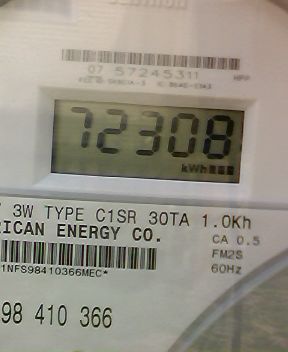 07 57245311
72308
kWh
3W TYPE C1SR 30TA 1.0Kh
RICAN ENERGY CO.
CA 0.5
FM2S
60Hz
1NFS98410366MEC*
98 410 366